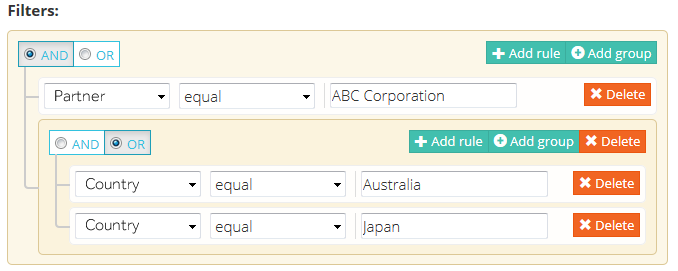 Filters:
AND OR + Add rule Add group
Partner equal ABC Corporation Delete
AND OR + Add rule Add group Delete
Country equal Australia Delete
Country equal Japan Delete